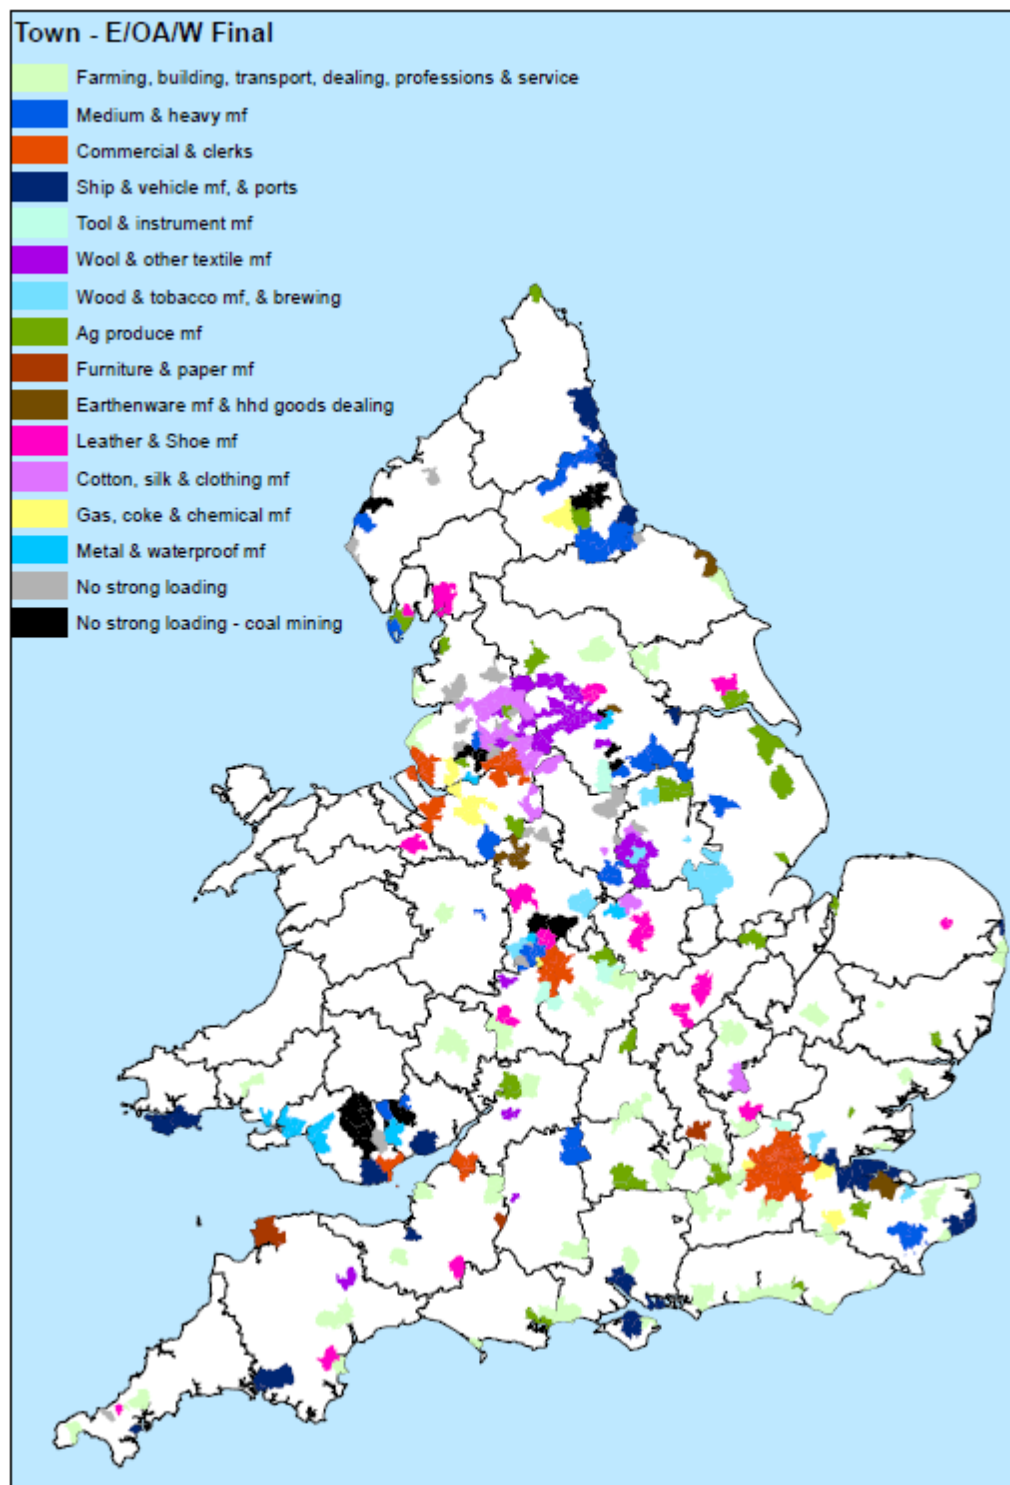 Town - E/OA/W Final
Farming, building, transport, dealing, professions & service
Medium & heavy mf
Commercial & clerks
Ship & vehicle mf, & ports
Tool & instrument mf
Wool & other textile mf
Wood & tobacco mf, & brewing
Ag produce mf
Furniture & paper mf
Earthenware mf & hhd goods dealing
Leather & Shoe mf
Cotton, silk & clothing mf
Gas, coke & chemical mf
Metal & waterproof mf
No strong loading
No strong loading - coal mining